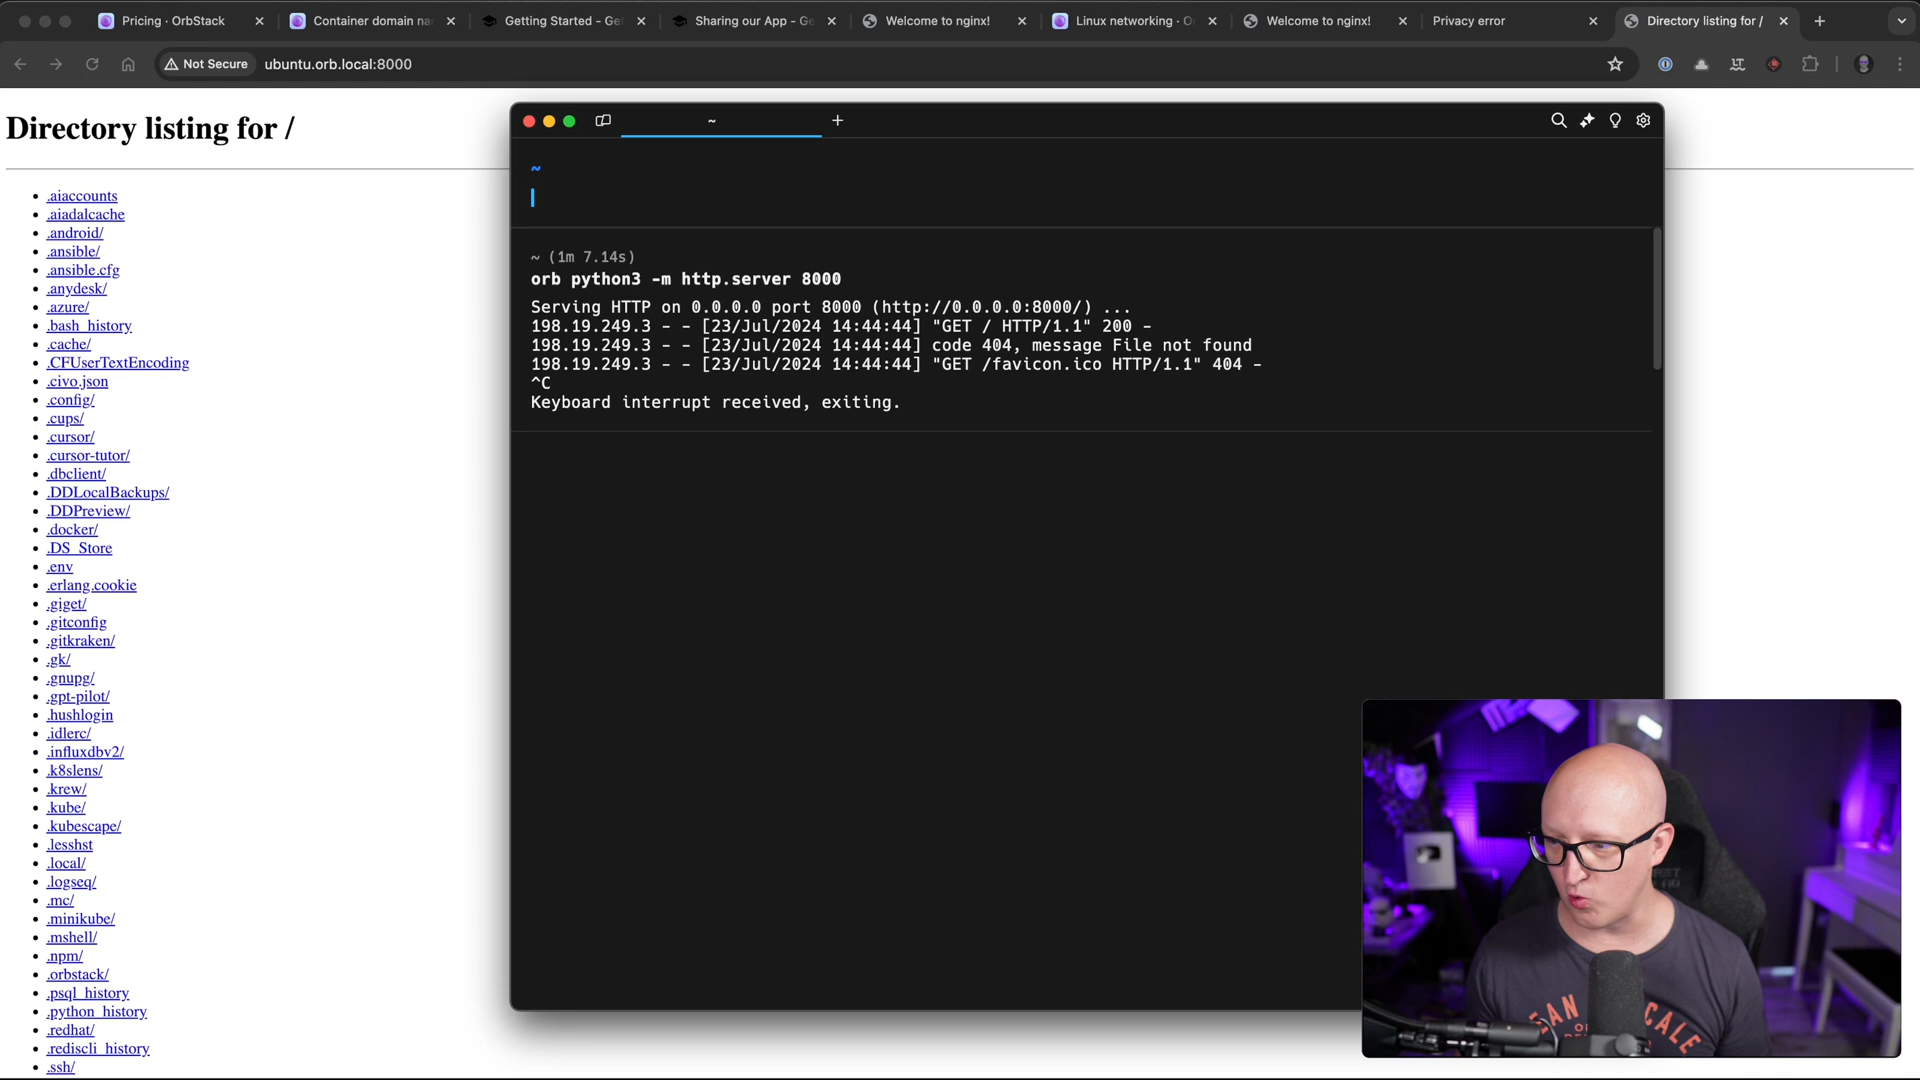 Pricing · OrbStack
Container domain na
Getting Started - Ge
Sharing our App - Ge
Welcome to nginx!
Linux networking · O
Welcome to nginx!
Privacy error
Directory listing for /
Not Secure
ubuntu.orb.local:8000
Directory listing for /
.aiaccounts
.aiadalcache
.android/
.ansible/
.ansible.cfg
.anydesk/
.azure/
.bash_history
.cache/
.CFUserTextEncoding
.civo.json
.config/
.cups/
.cursor/
.cursor-tutor/
.dbclient/
.DDLocalBackups/
.DDPreview/
.docker/
.DS_Store
.env
.erlang.cookie
.giget/
.gitconfig
.gitkraken/
.gk/
.gnupg/
.gpt-pilot/
.hushlogin
.idlerc/
.influxdbv2/
.k8slens/
.krew/
.kube/
.kubescape/
.lesshst
.local/
.logseq/
.mc/
.minikube/
.mshell/
.npm/
.orbstack/
.psql_history
.python_history
.redhat/
.rediscli_history
.ssh/
~
~
~ (1m 7.14s)
orb python3 -m http.server 8000
Serving HTTP on 0.0.0.0 port 8000 (http://0.0.0.0:8000/) ...
198.19.249.3 - - [23/Jul/2024 14:44:44] "GET / HTTP/1.1" 200 -
198.19.249.3 - - [23/Jul/2024 14:44:44] code 404, message File not found
198.19.249.3 - - [23/Jul/2024 14:44:44] "GET /favicon.ico HTTP/1.1" 404 -
^C
Keyboard interrupt received, exiting.